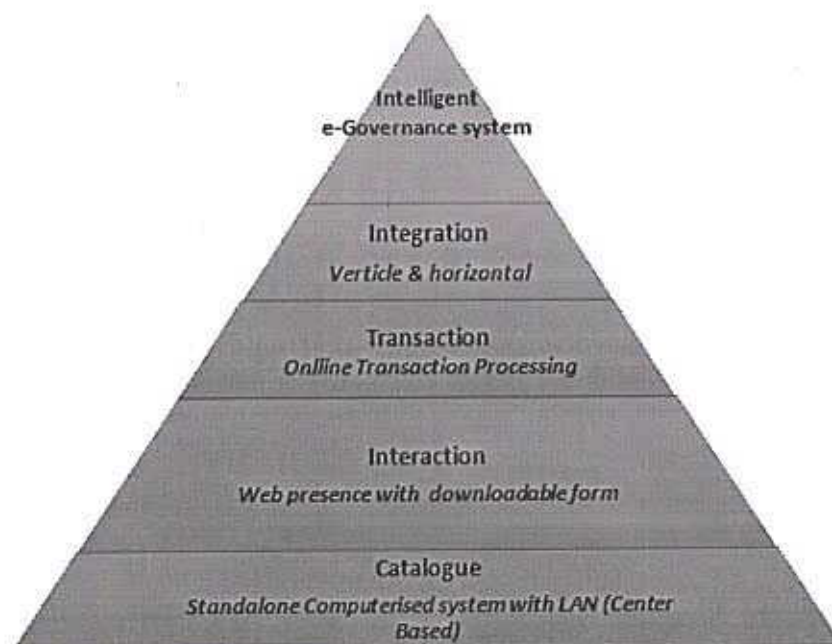 Intelligent
e-Governance system
Integration
Verticle & horizontal
Transaction
Onlline Transaction Processing
Interaction
Web presence with downloadable form
Catalogue
Standalone Computerised system with LAN (Center
Based)